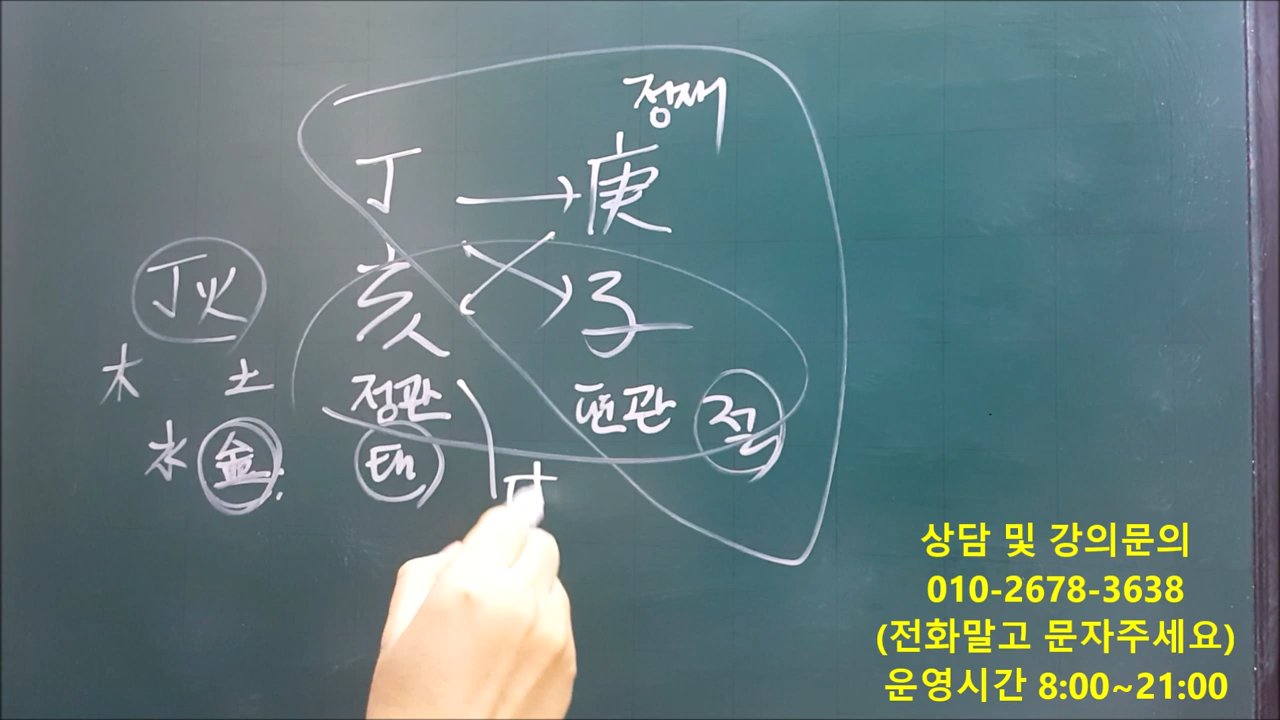 정재
丁 → 庚
丁火 亥 子
木 土 정관 편관 절
水 金 태
상담 및 강의문의
010-2678-3638
(전화말고 문자주세요)
운영시간 8:00~21:00